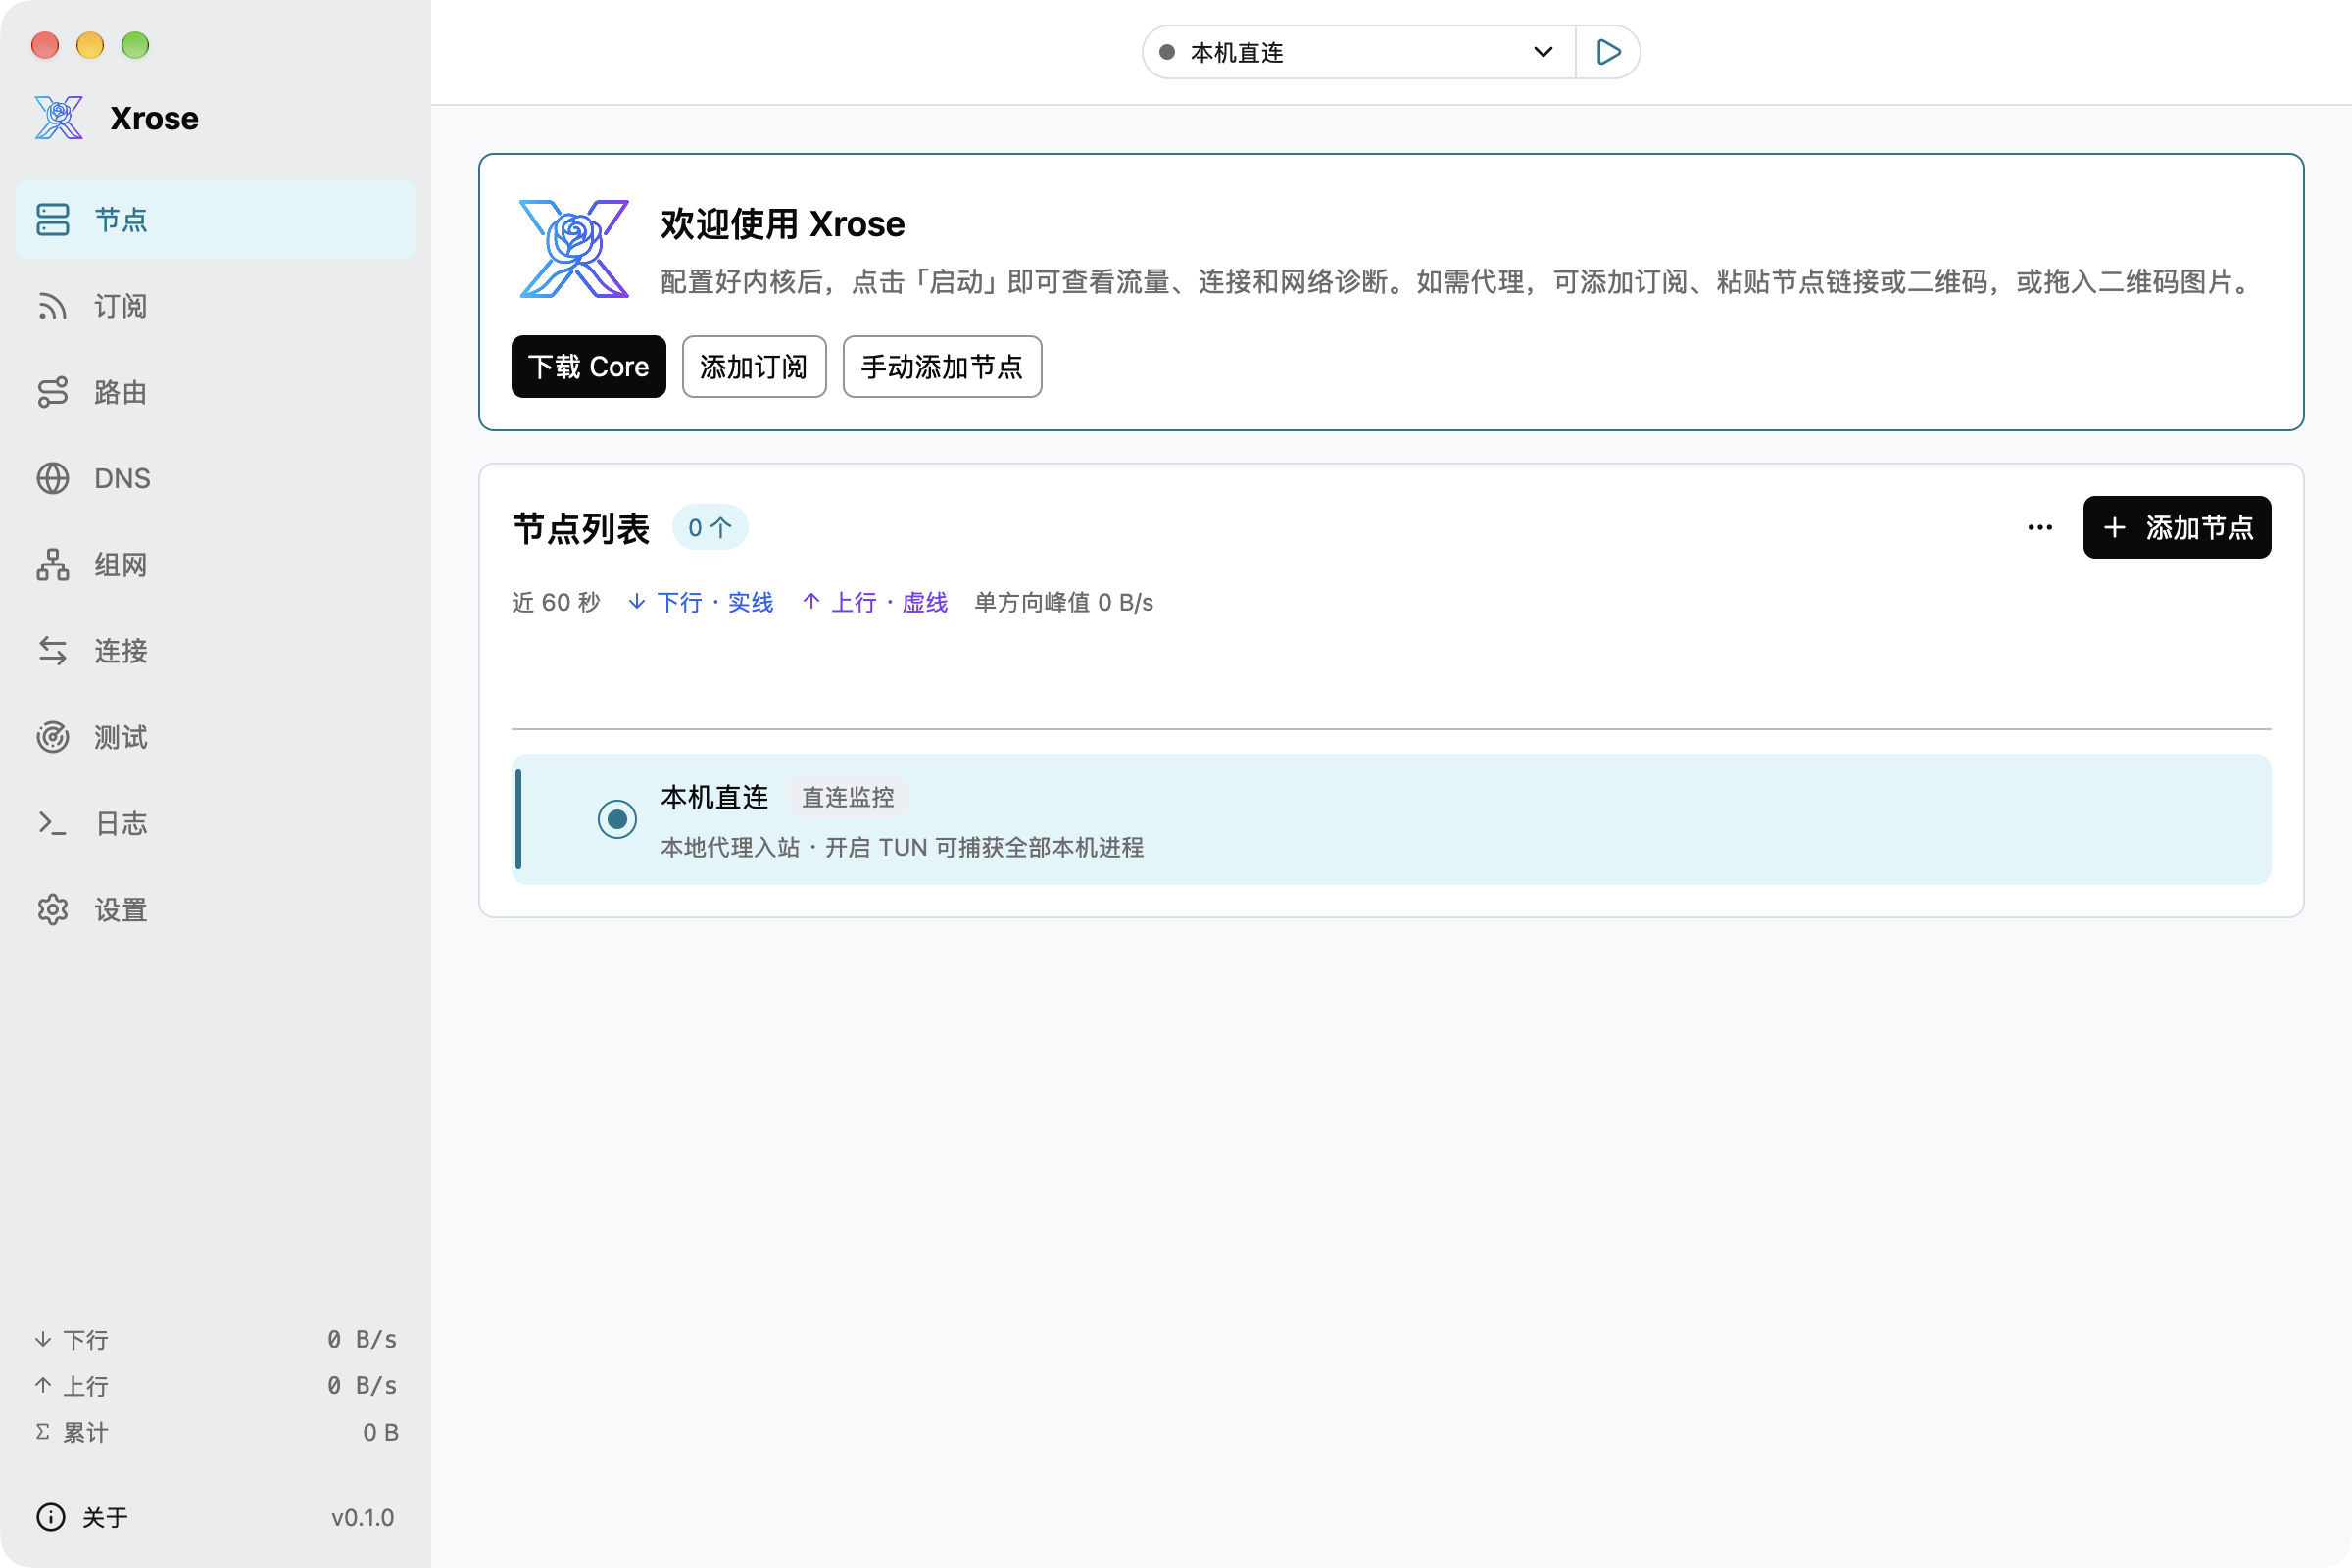 Xrose
节点
订阅
路由
DNS
组网
连接
测试
日志
设置
↓ 下行 0 B/s
↑ 上行 0 B/s
Σ 累计 0 B
关于 v0.1.0
本机直连
欢迎使用 Xrose
配置好内核后，点击「启动」即可查看流量、连接和网络诊断。如需代理，可添加订阅、粘贴节点链接或二维码，或拖入二维码图片。
下载 Core 添加订阅 手动添加节点
节点列表 0 个 ··· + 添加节点
近 60 秒 ↓ 下行 · 实线 ↑ 上行 · 虚线 单方向峰值 0 B/s
本机直连 直连监控
本地代理入站 · 开启 TUN 可捕获全部本机进程